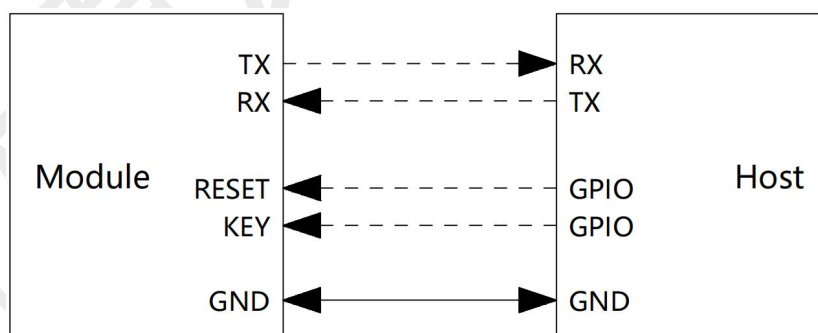 TX RX
RX TX
Module Host
RESET GPIO
KEY GPIO
GND GND